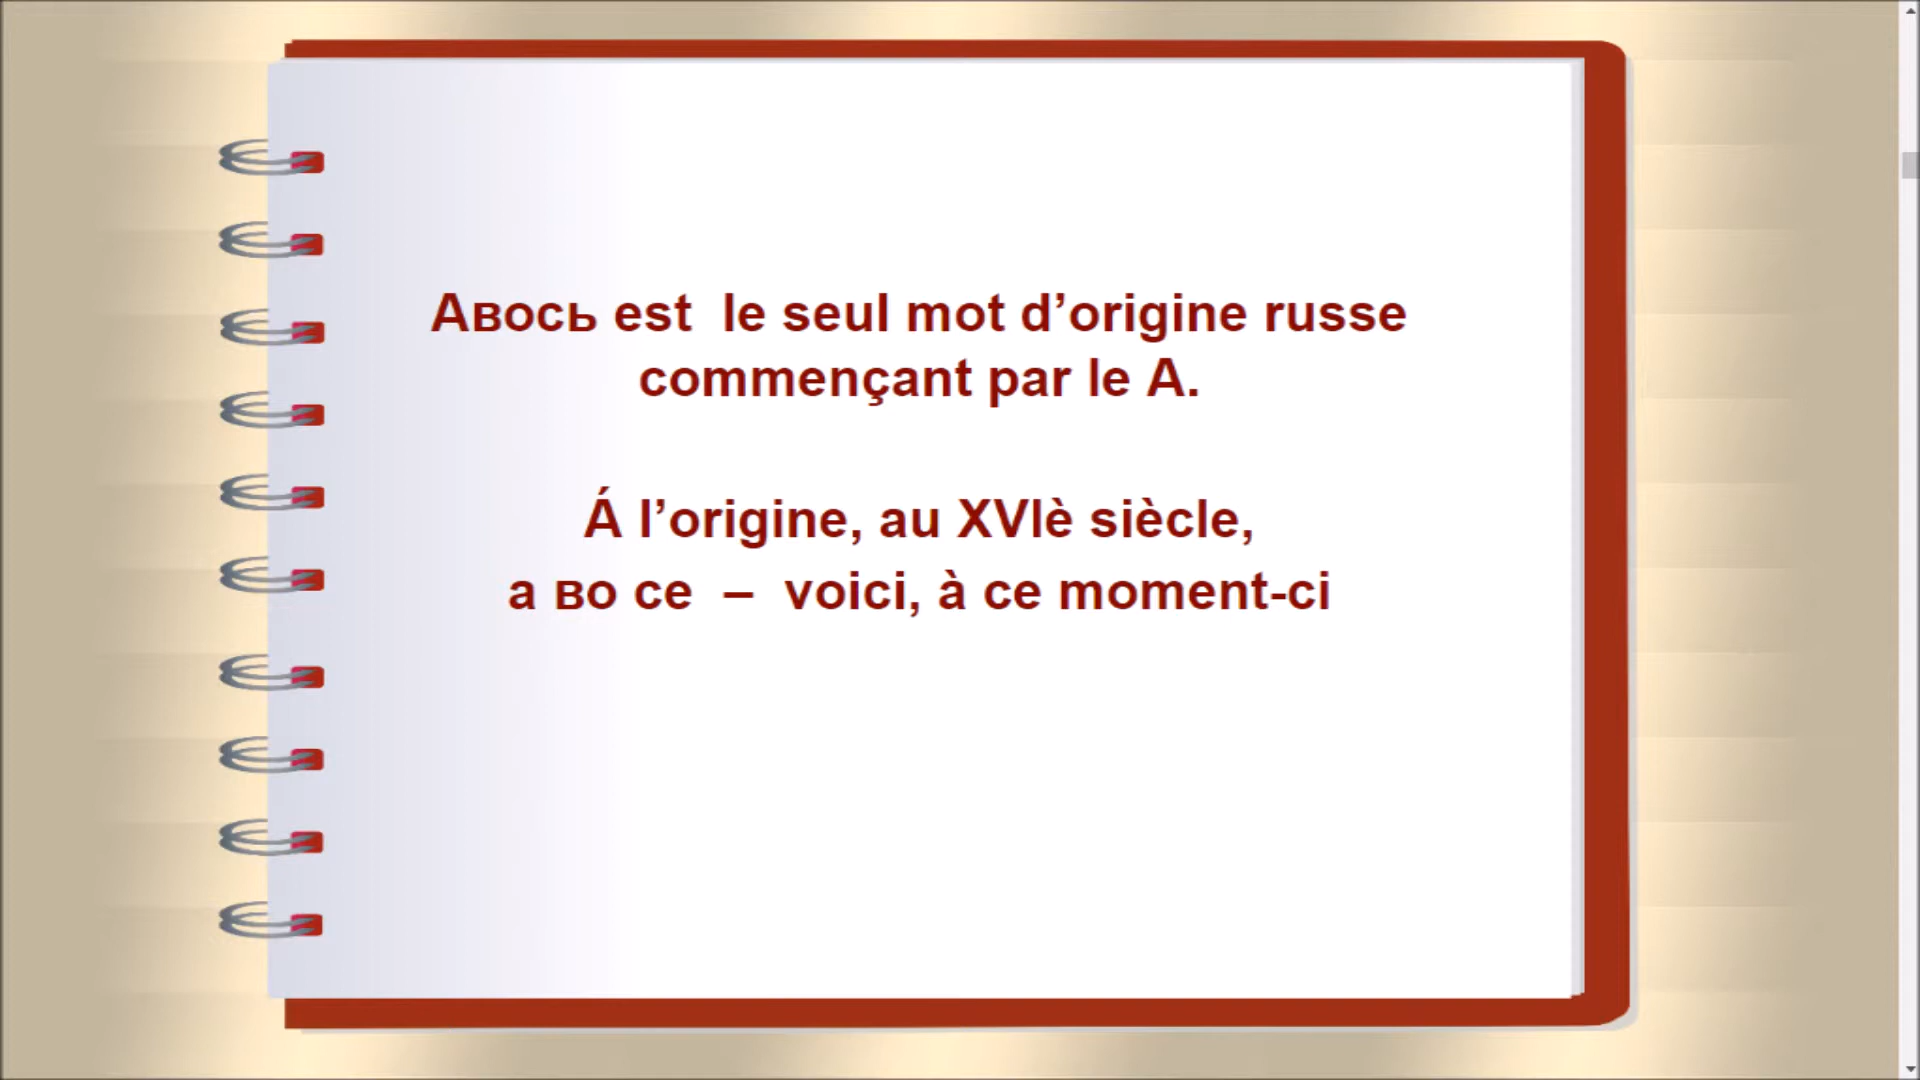 Авось est  le seul mot d’origine russe
commençant par le A.
Á l’origine, au XVIè siècle,
а во се  –  voici, à ce moment-ci